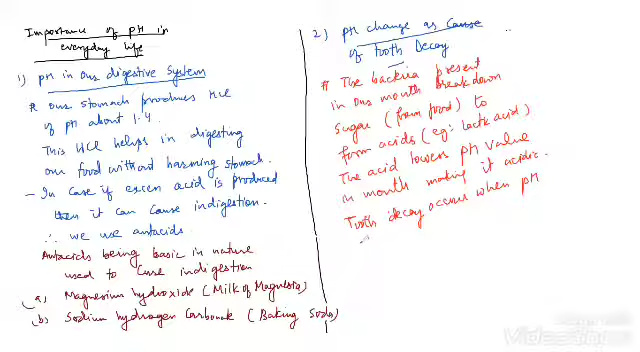 Importance of pH in
everyday life
1) pH in our digestive System
* Our Stomach produces HCl
of pH about 1.4
This HCl helps in digesting
our food without harming stomach.
- In case if excess acid is produced
then it can cause indigestion.
∴ we use antacids
Antacids being basic in nature
used to Cure indigestion
a) Magnesium hydroxide (Milk of Magnesia)
b) Sodium hydrogen Carbonate (Baking Soda)
2) pH change as Cause
of tooth Decay
# The bacteria present
in our mouth breakdown
Sugar (from food) to
form acids (eg: lactic acid)
The acid lowers pH value
in mouth making it acidic.
Tooth decay occurs when pH